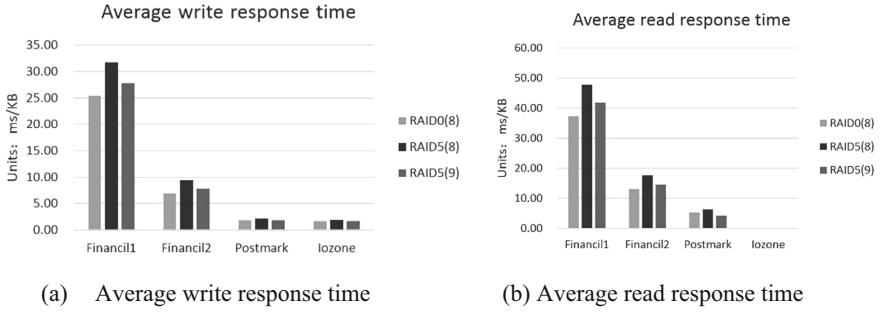 Average write response time
35.00
30.00
25.00
20.00
15.00
10.00
5.00
0.00
Units: ms/KB
Financil1 Financil2 Postmark Iozone
RAID0(8)
RAID5(8)
RAID5(9)
(a) Average write response time
Average read response time
60.00
50.00
40.00
30.00
20.00
10.00
0.00
Units: ms/KB
Financil1 Financil2 Postmark Iozone
RAID0(8)
RAID5(8)
RAID5(9)
(b) Average read response time